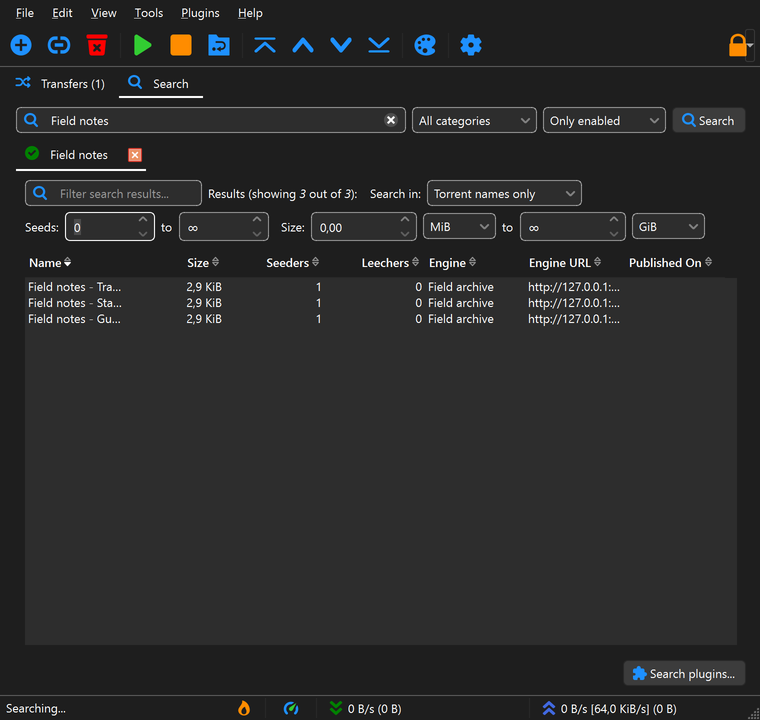 File Edit View Tools Plugins Help
Transfers (1) Search
Field notes All categories Only enabled Search
Field notes
Filter search results... Results (showing 3 out of 3): Search in: Torrent names only
Seeds: 0 to ∞ Size: 0,00 MiB to ∞ GiB
Name Size Seeders Leechers Engine Engine URL Published On
Field notes - Tra... 2,9 KiB 1 0 Field archive http://127.0.0.1:...
Field notes - Sta... 2,9 KiB 1 0 Field archive http://127.0.0.1:...
Field notes - Gu... 2,9 KiB 1 0 Field archive http://127.0.0.1:...
Search plugins...
Searching... 0 B/s (0 B) 0 B/s [64,0 KiB/s] (0 B)